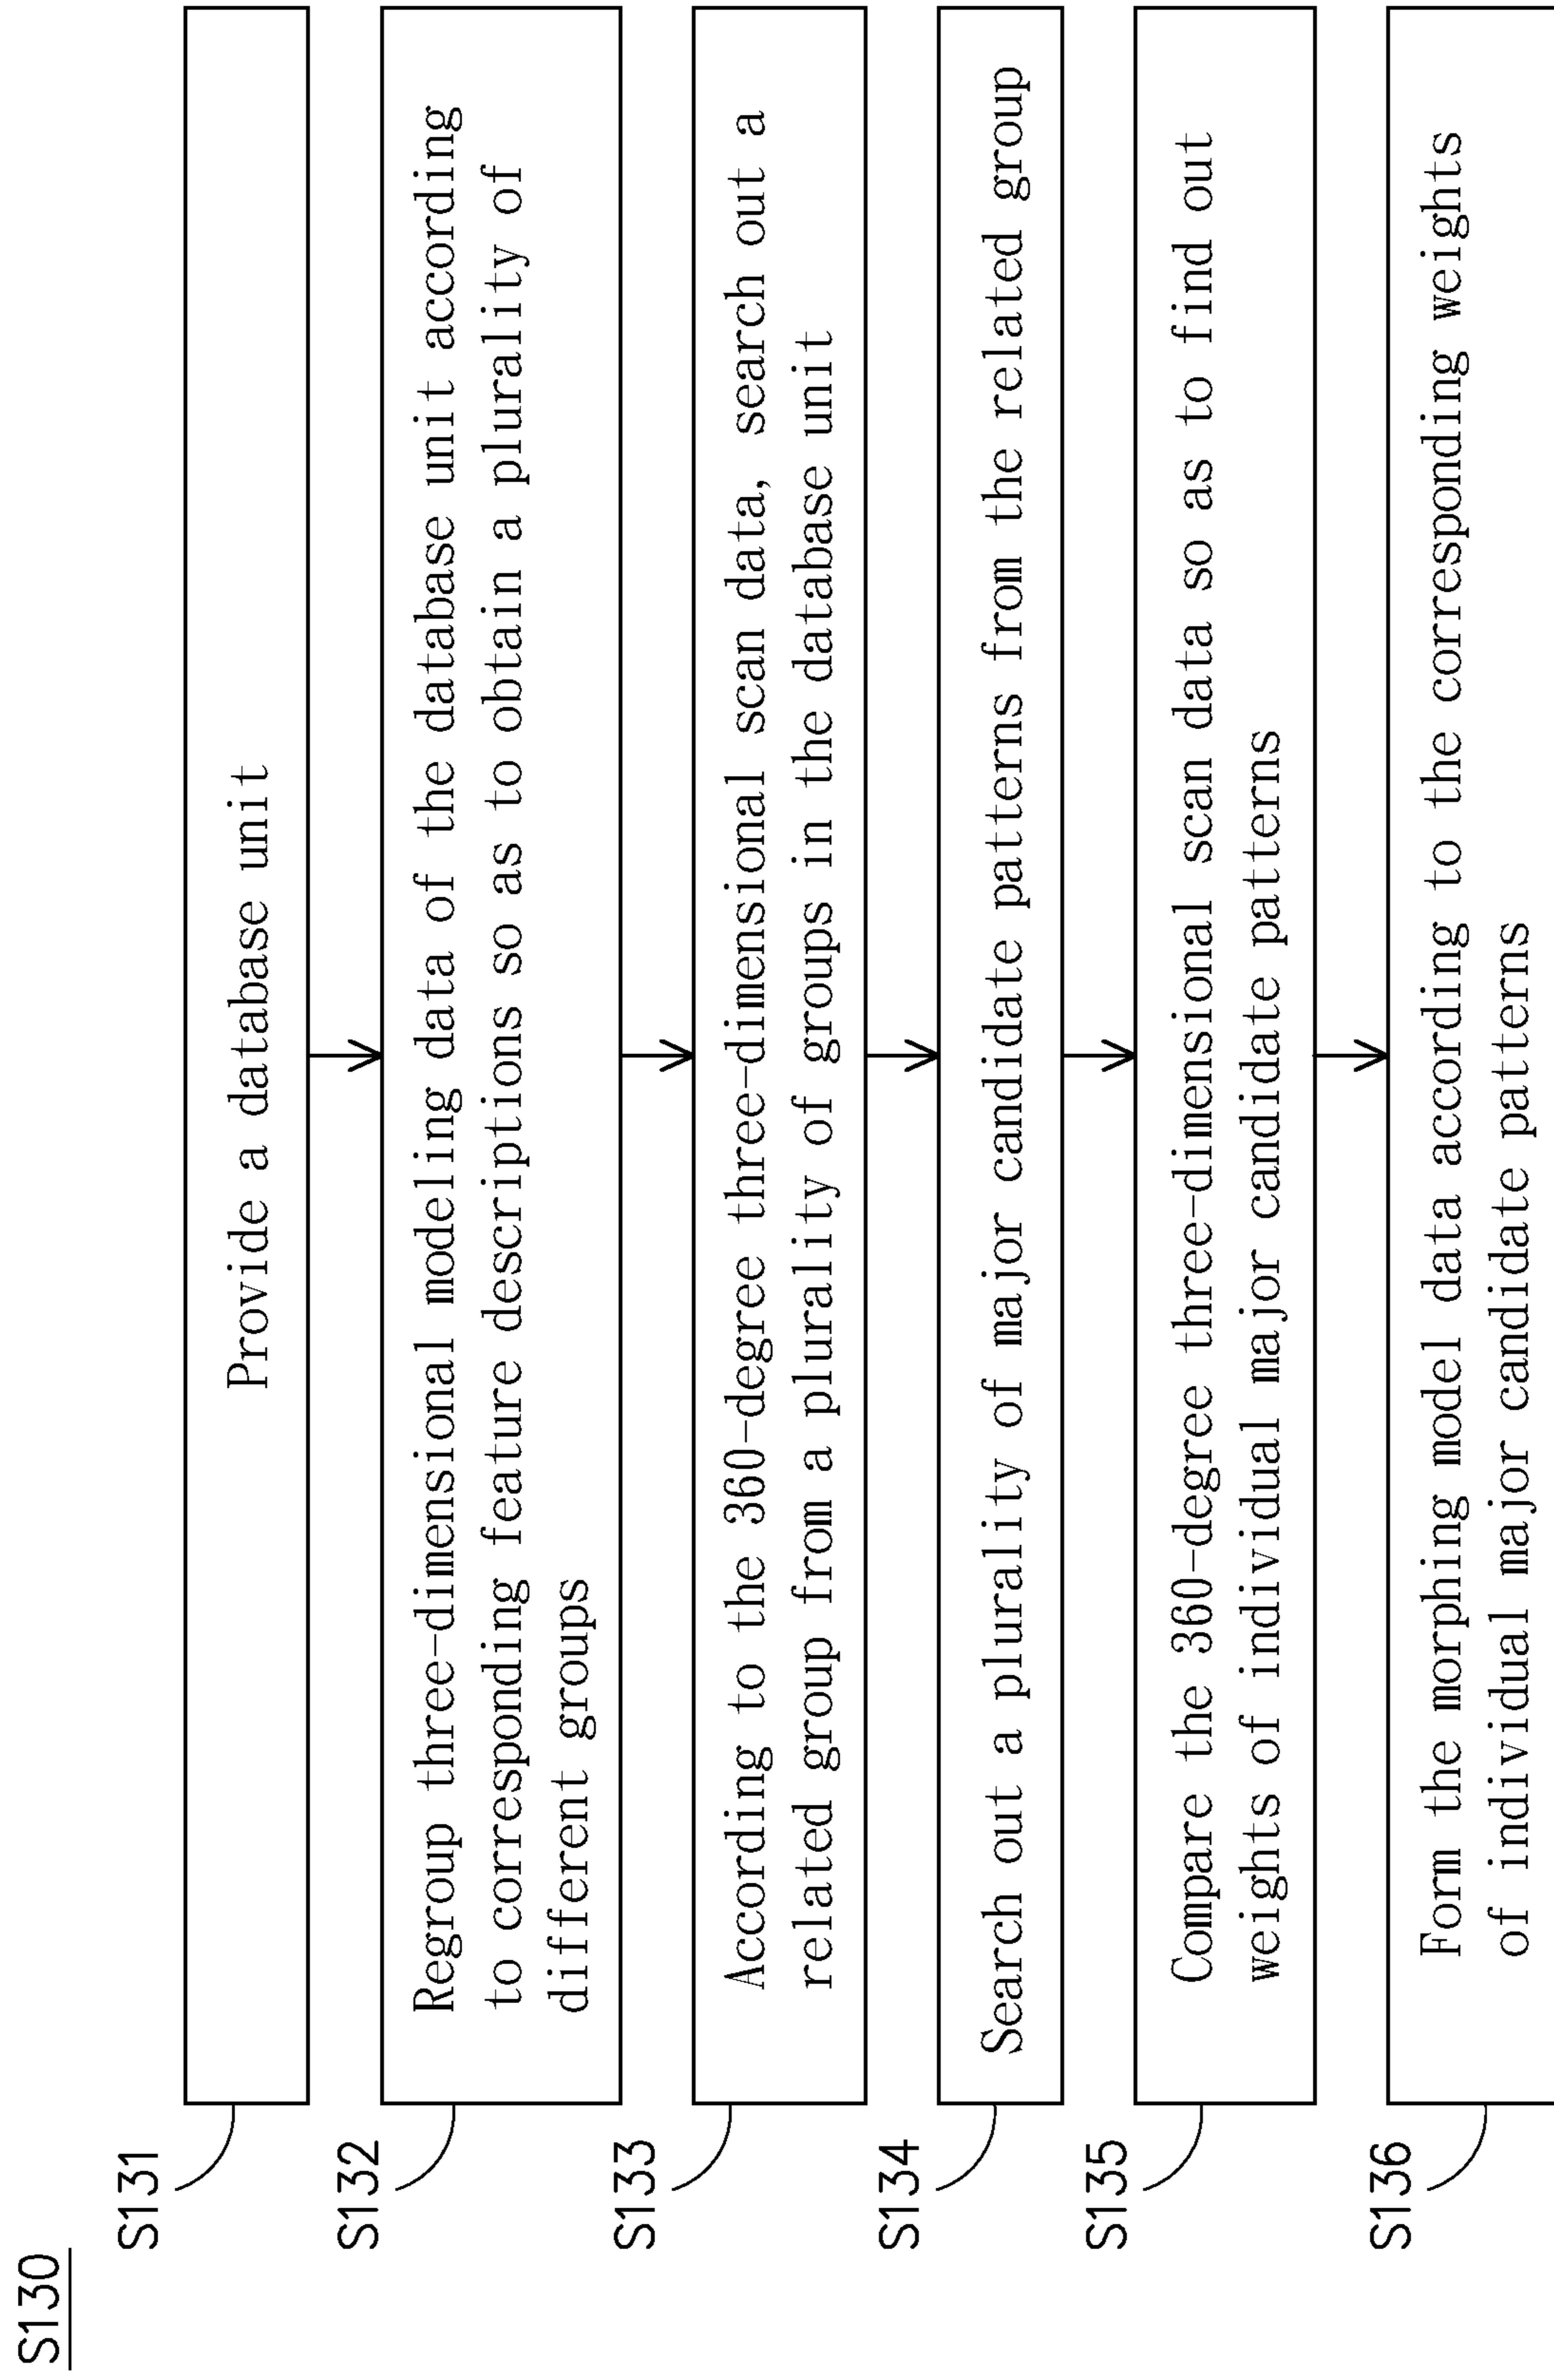 S130
S131
Provide a database unit
S132
Regroup three-dimensional modeling data of the database unit according
to corresponding feature descriptions so as to obtain a plurality of
different groups
S133
According to the 360-degree three-dimensional scan data, search out a
related group from a plurality of groups in the database unit
S134
Search out a plurality of major candidate patterns from the related group
S135
Compare the 360-degree three-dimensional scan data so as to find out
weights of individual major candidate patterns
S136
Form the morphing model data according to the corresponding weights
of individual major candidate patterns